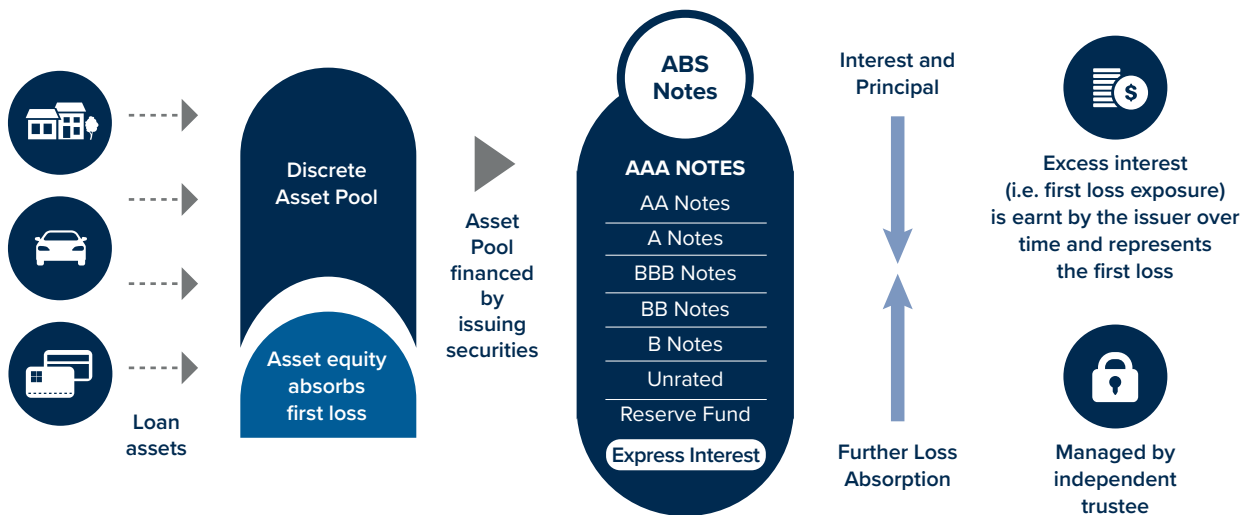 Loan
assets
Discrete
Asset Pool
Asset equity
absorbs
first loss
Asset
Pool
financed
by
issuing
securities
ABS
Notes
AAA NOTES
AA Notes
A Notes
BBB Notes
BB Notes
B Notes
Unrated
Reserve Fund
Express Interest
Interest and
Principal
Further Loss
Absorption
$
Excess interest
(i.e. first loss exposure)
is earnt by the issuer over
time and represents
the first loss
Managed by
independent
trustee